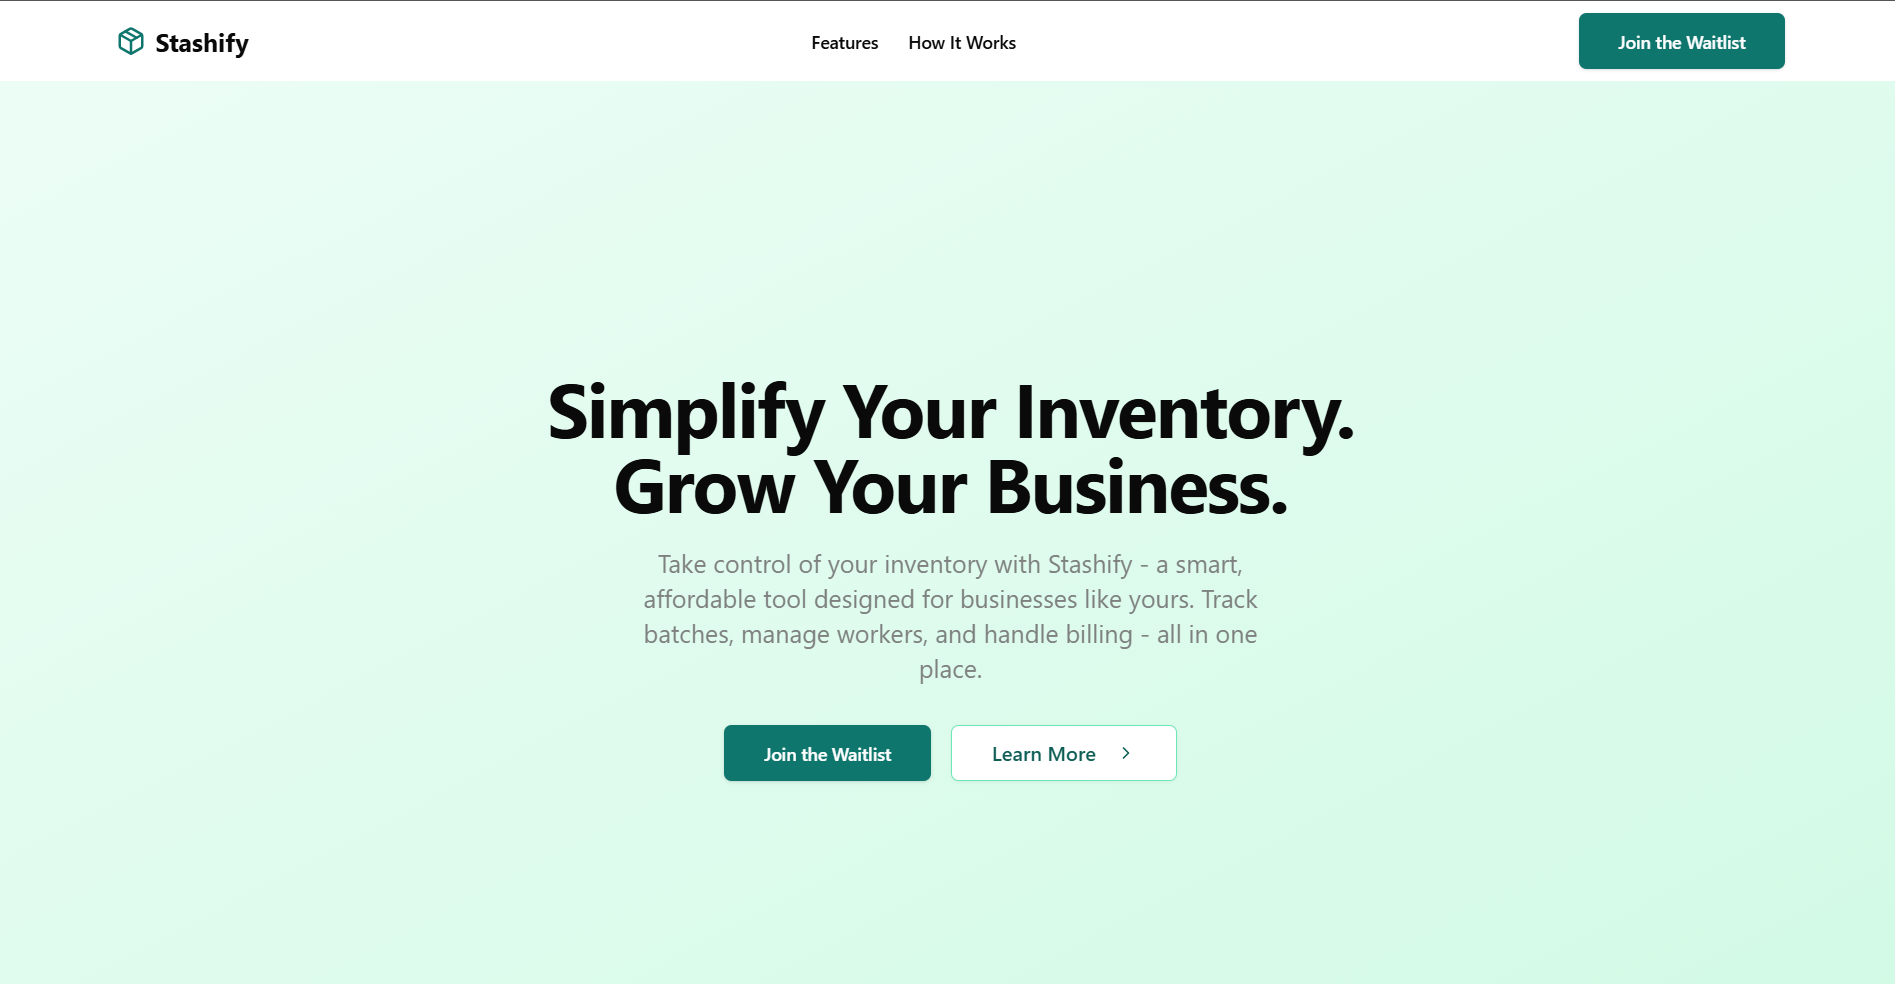 Stashify
Features
How It Works
Join the Waitlist
Simplify Your Inventory.
Grow Your Business.
Take control of your inventory with Stashify - a smart,
affordable tool designed for businesses like yours. Track
batches, manage workers, and handle billing - all in one
place.
Join the Waitlist
Learn More